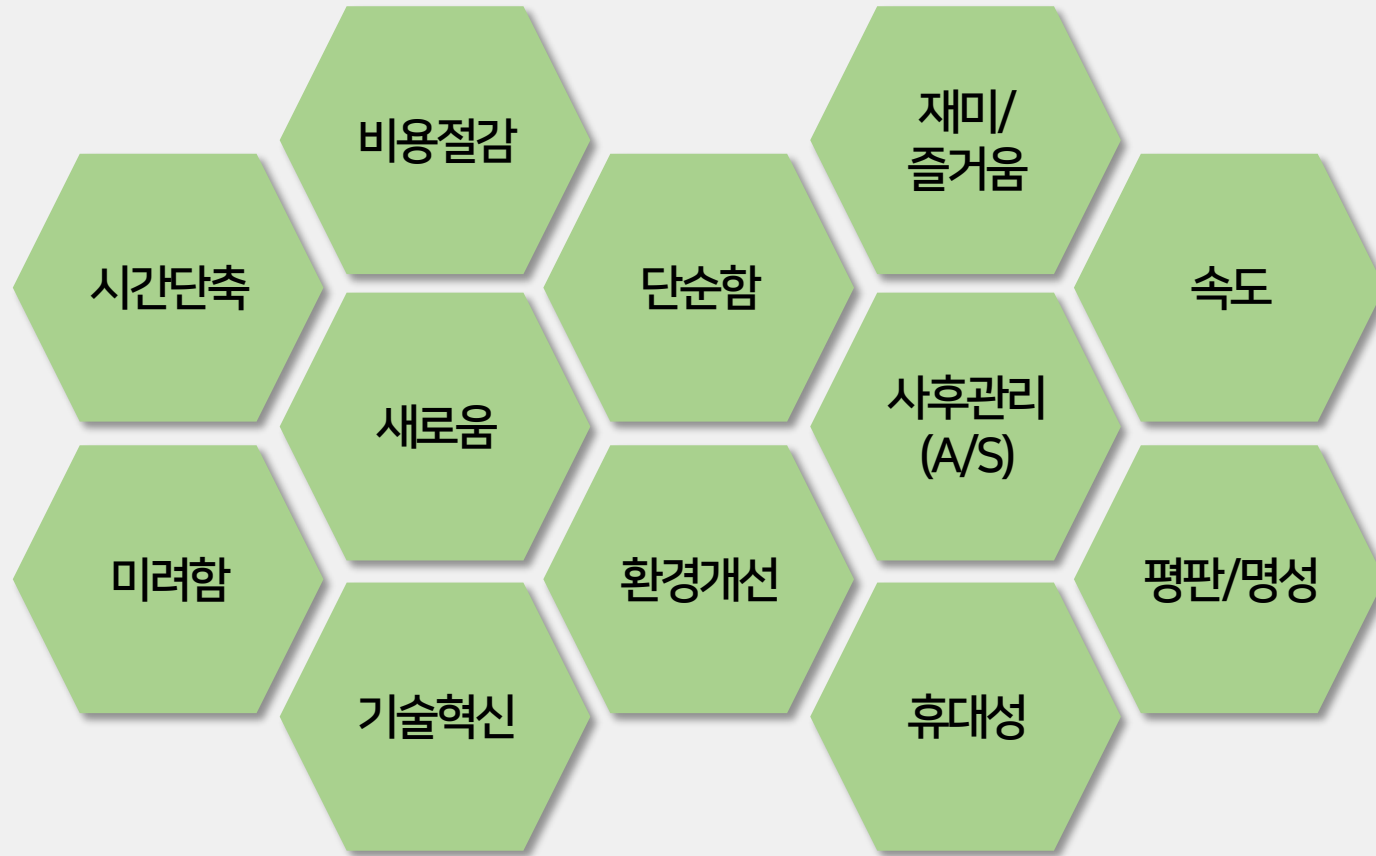 비용절감
재미/
즐거움
시간단축
단순함
속도
새로움
사후관리
(A/S)
미려함
환경개선
평판/명성
기술혁신
휴대성